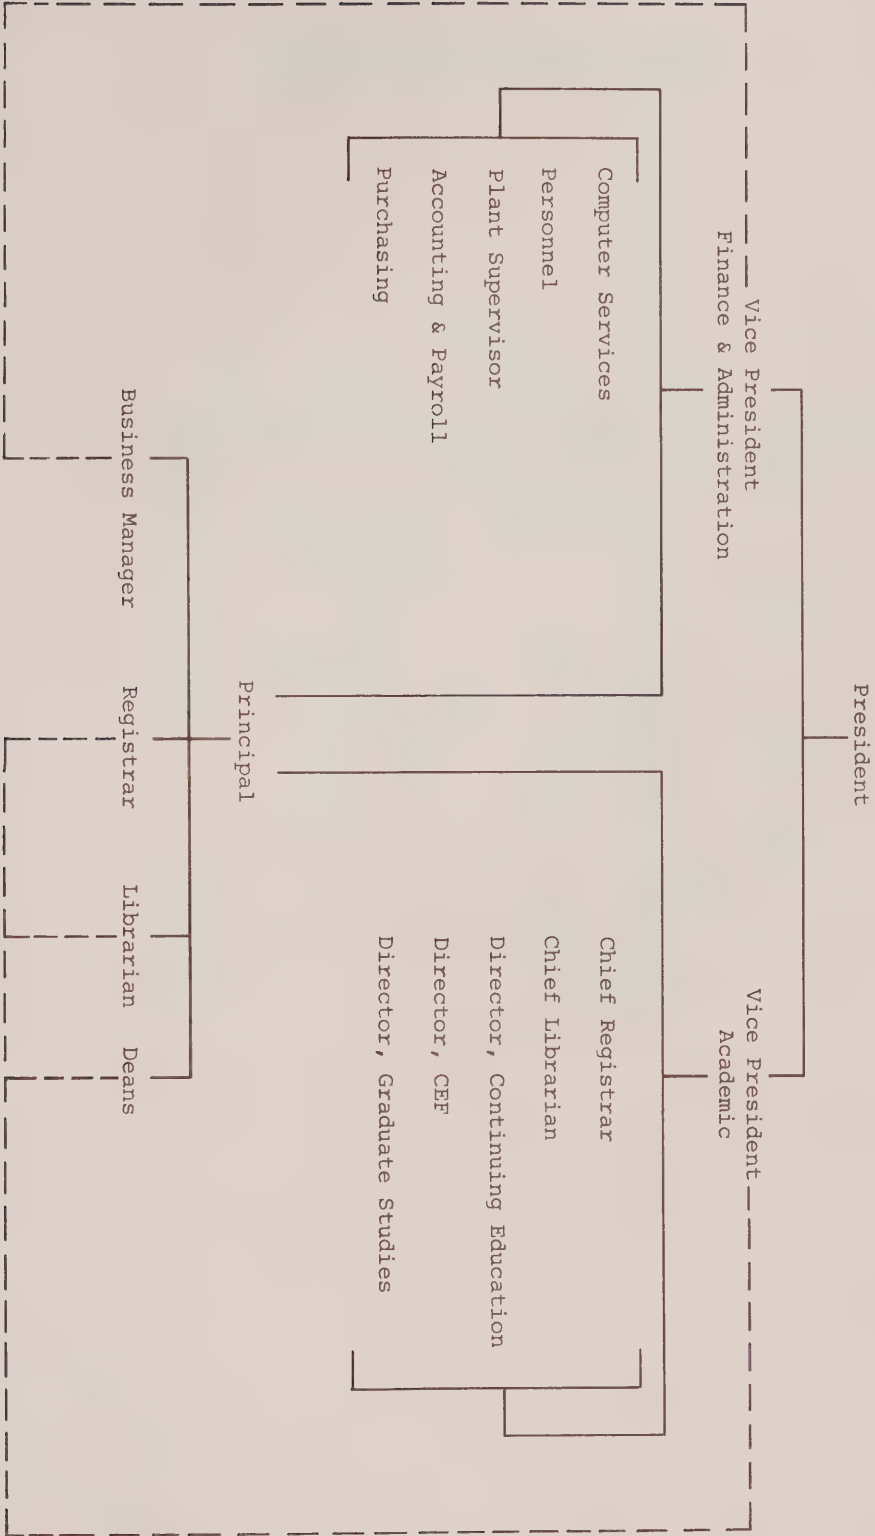 President
Vice President
Finance & Administration
Vice President
Academic
Computer Services
Personnel
Plant Supervisor
Accounting & Payroll
Purchasing
Chief Registrar
Chief Librarian
Director, Continuing Education
Director, CEF
Director, Graduate Studies
Principal
Business Manager
Registrar
Librarian
Deans